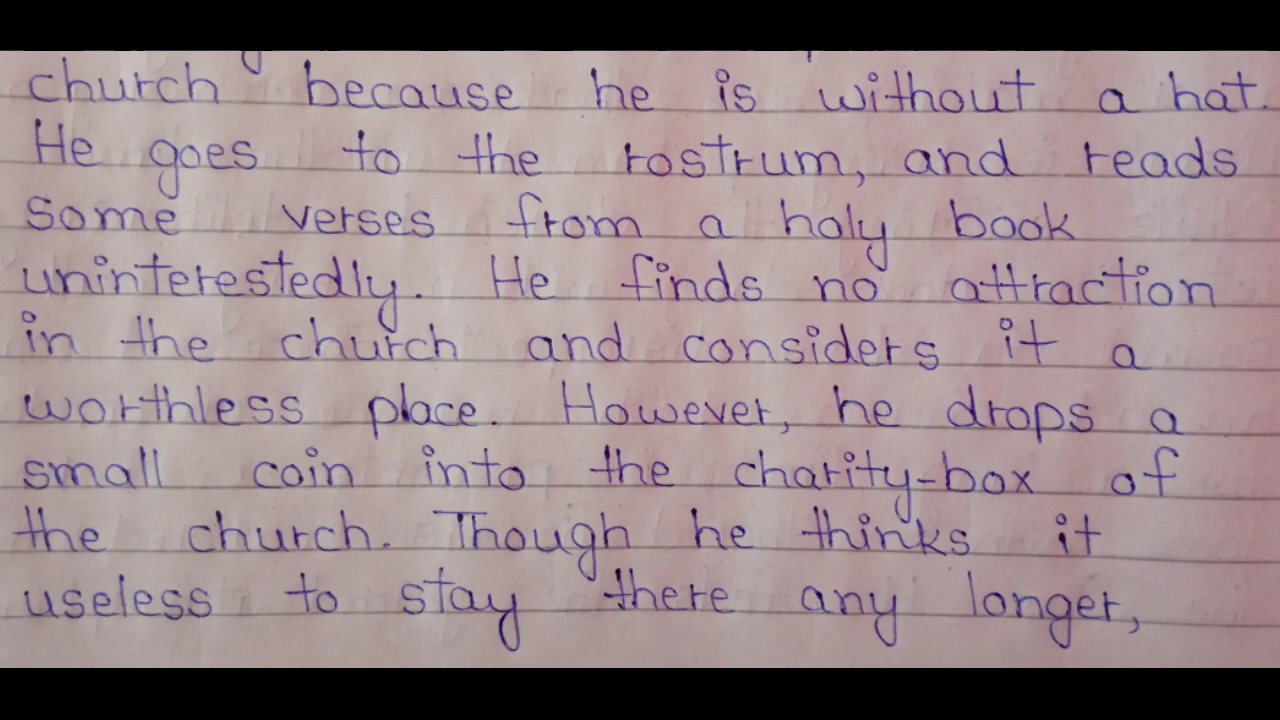 church because he is without a hat.
He goes to the rostrum, and reads
some verses from a holy book
uninterestedly. He finds no attraction
in the church and considers it a
worthless place. However, he drops a
small coin into the charity-box of
the church. Though he thinks it
useless to stay there any longer,